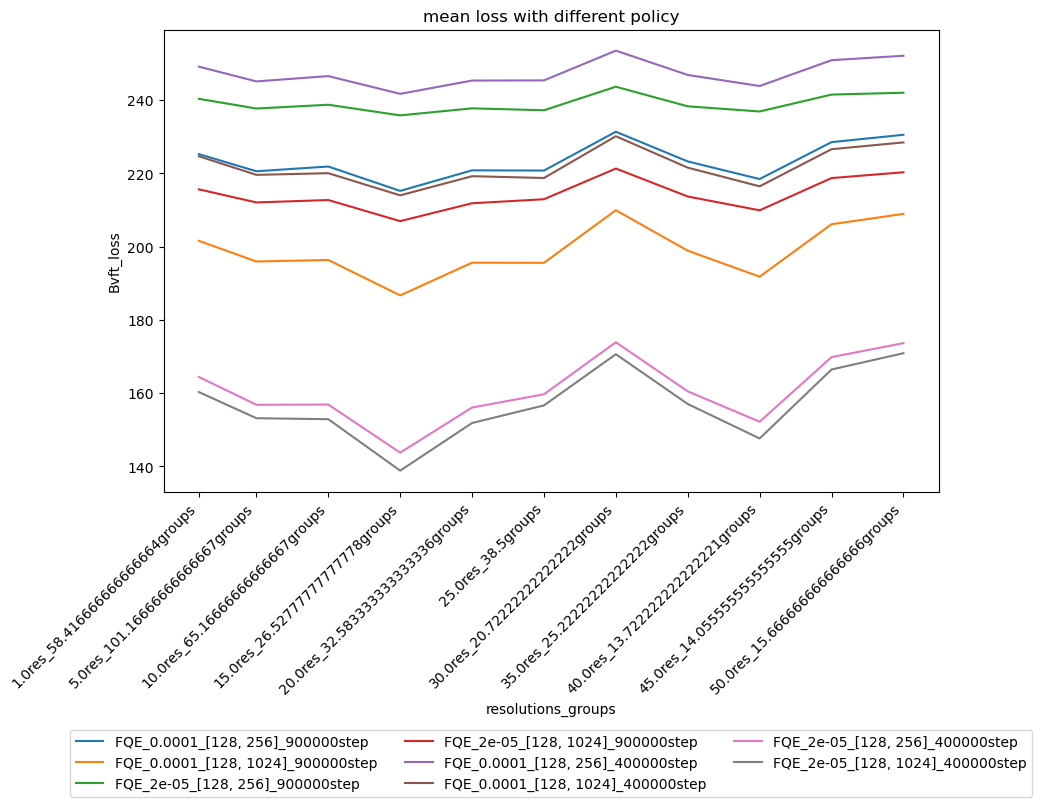 mean loss with different policy
Bvft_loss
240
220
200
180
160
140
1.0res_58.416666666666664groups
5.0res_101.16666666666667groups
10.0res_65.16666666666667groups
15.0res_26.52777777777778groups
20.0res_32.583333333333336groups
25.0res_38.5groups
30.0res_20.72222222222222groups
35.0res_25.22222222222222groups
40.0res_13.722222222222221groups
45.0res_14.055555555555555groups
50.0res_15.666666666666666groups
resolutions_groups
FQE_0.0001_[128, 256]_900000step
FQE_0.0001_[128, 1024]_900000step
FQE_2e-05_[128, 256]_900000step
FQE_2e-05_[128, 1024]_900000step
FQE_0.0001_[128, 256]_400000step
FQE_0.0001_[128, 1024]_400000step
FQE_2e-05_[128, 256]_400000step
FQE_2e-05_[128, 1024]_400000step